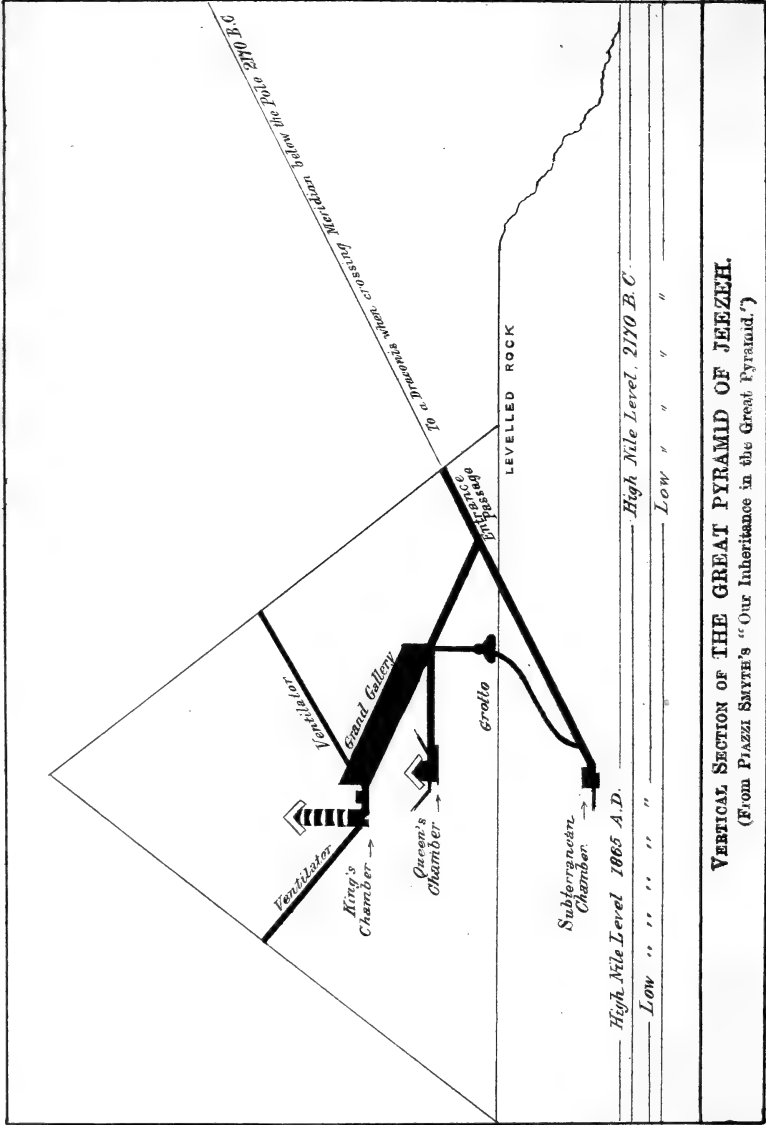 To α Draconis when crossing Meridian below the Pole 2170 B.C
Ventilator
Ventilator
Grand Gallery
Entrance
Passage
King's
Chamber →
Queen's
Chamber →
Grotto
LEVELLED ROCK
Subterranean
Chamber. →
High Nile Level 1865 A.D.
High Nile Level, 2170 B.C
Low " " " " "
Low " " " "
VERTICAL SECTION OF THE GREAT PYRAMID OF JEEZEH.
(From PIAZZI SMYTH'S "Our Inheritance in the Great Pyramid.")